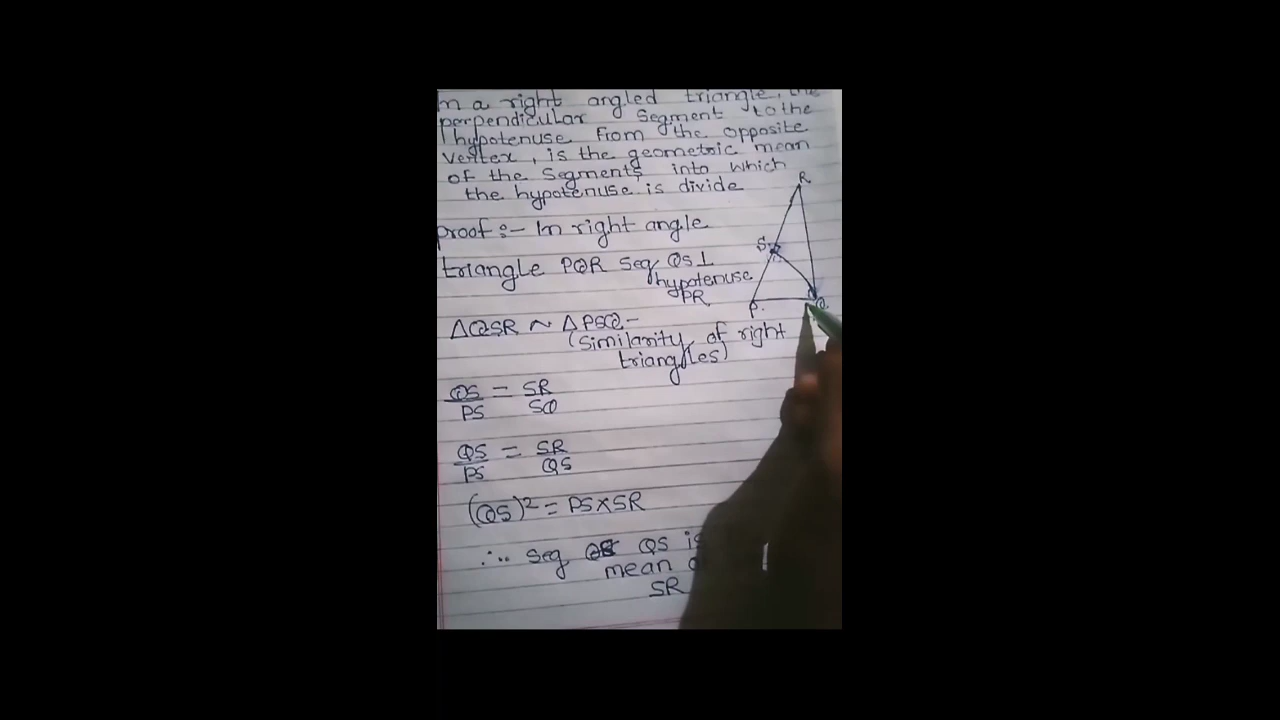 n a right angled triangle, the
perpendicular segment to the
hypotenuse from the opposite
vertex, is the geometric mean
of the segments into which
the hypotenuse is divide
proof :- In right angle
triangle PQR seg QS ⊥
hypotenuse
PR
△QSR ~ △PSQ -
(similarity of right
triangles)
QS = SR
PS SQ
QS = SR
PS QS
(QS)² = PS×SR
∴ seg QS is
mean
SR
R
S
P.
Q.